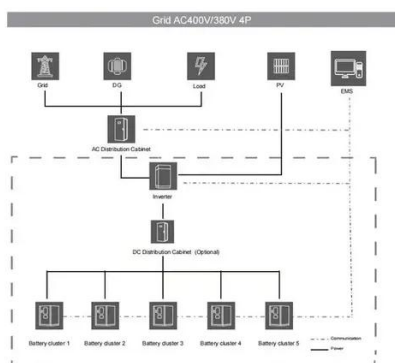 Grid AC400V/380V 4P
Grid
DG
Load
PV
EMS
AC Distribution Cabinet
Inverter
DC Distribution Cabinet (Optional)
Battery cluster 1
Battery cluster 2
Battery cluster 3
Battery cluster 4
Battery cluster 5
Communication
Power